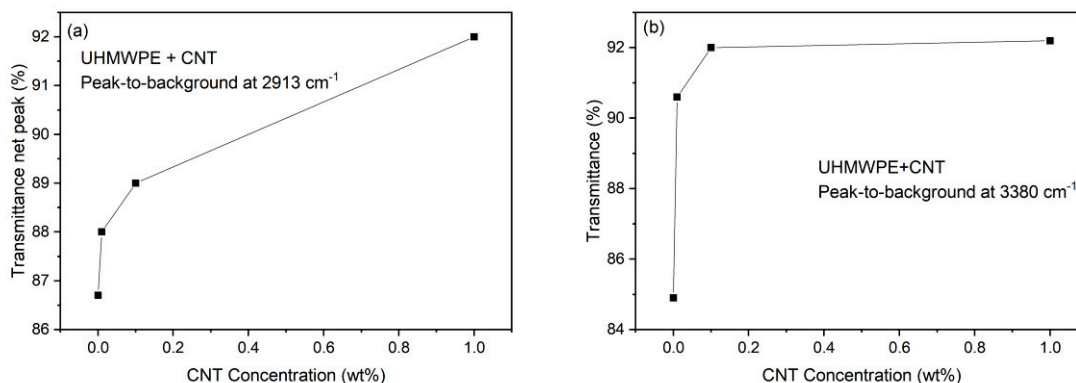 (a)
UHMWPE + CNT
Peak-to-background at 2913 cm⁻¹
Transmittance net peak (%)
92
91
90
89
88
87
86
0.0 0.2 0.4 0.6 0.8 1.0
CNT Concentration (wt%)
(b)
UHMWPE+CNT
Peak-to-background at 3380 cm⁻¹
Transmittance (%)
92
90
88
86
84
0.0 0.2 0.4 0.6 0.8 1.0
CNT Concentration (wt%)